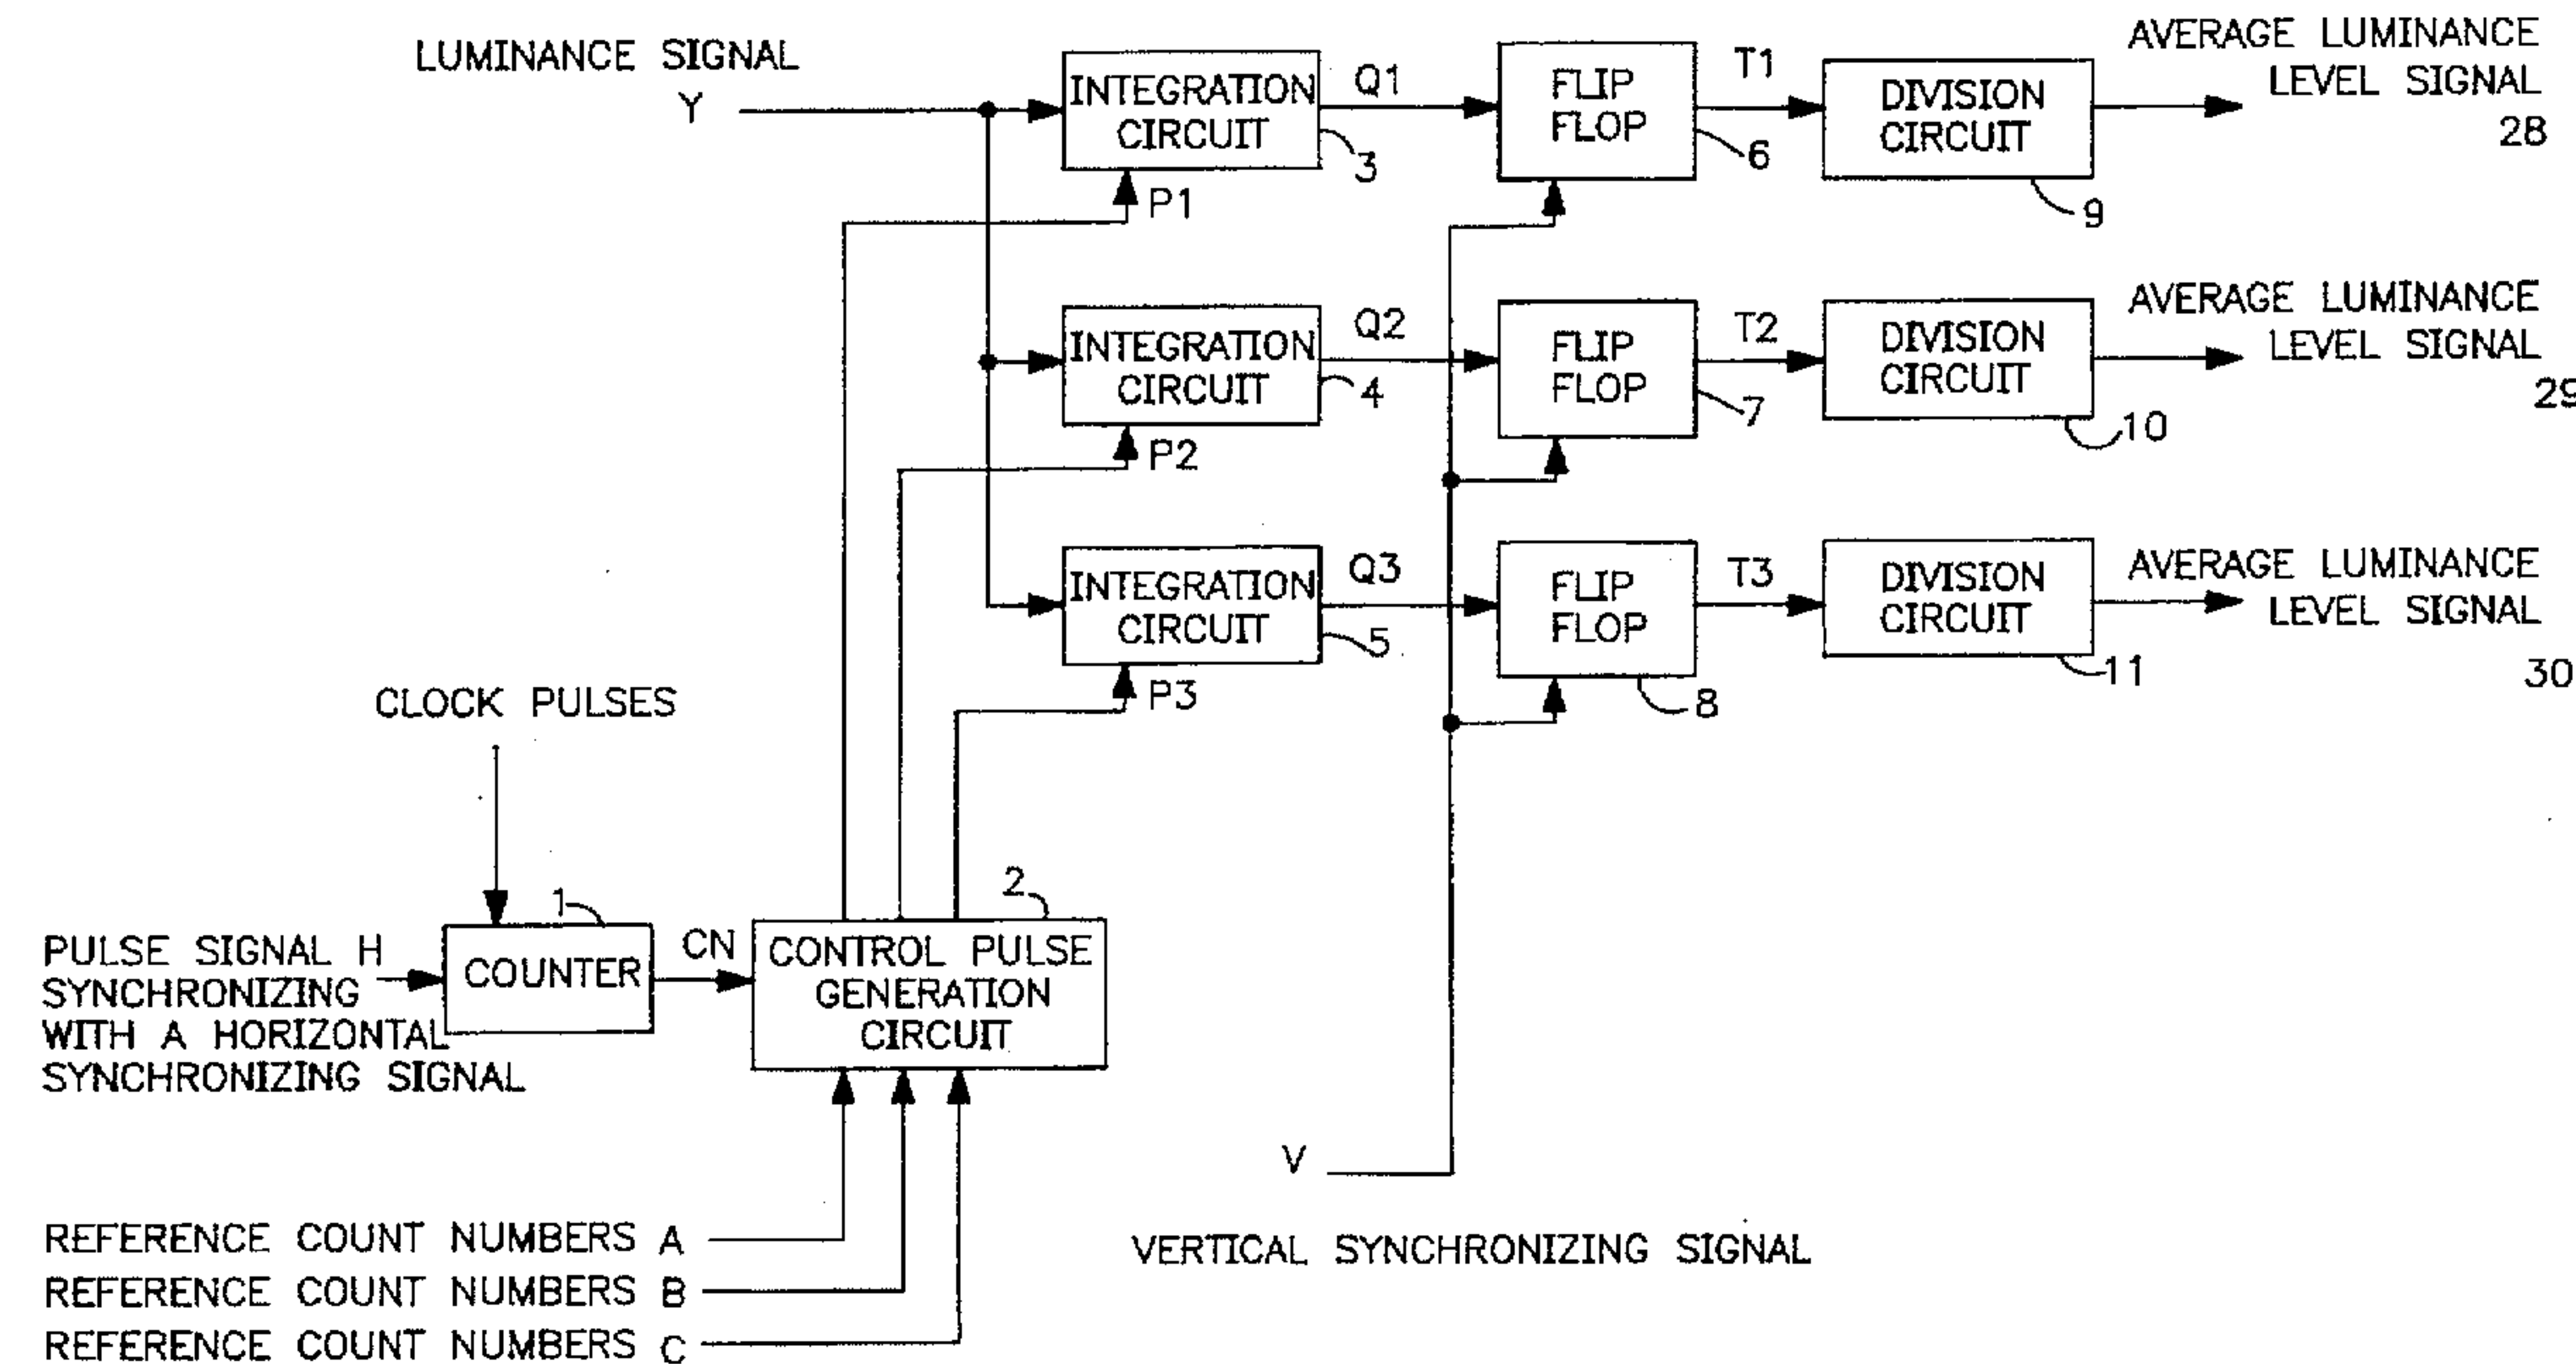 LUMINANCE SIGNAL
Y
INTEGRATION
CIRCUIT
3
P1
Q1
FLIP
FLOP
6
T1
DIVISION
CIRCUIT
9
AVERAGE LUMINANCE
LEVEL SIGNAL
28
INTEGRATION
CIRCUIT
4
P2
Q2
FLIP
FLOP
7
T2
DIVISION
CIRCUIT
10
AVERAGE LUMINANCE
LEVEL SIGNAL
29
INTEGRATION
CIRCUIT
5
P3
Q3
FLIP
FLOP
8
T3
DIVISION
CIRCUIT
11
AVERAGE LUMINANCE
LEVEL SIGNAL
30
CLOCK PULSES
PULSE SIGNAL H
SYNCHRONIZING
WITH A HORIZONTAL
SYNCHRONIZING SIGNAL
1
COUNTER
CN
2
CONTROL PULSE
GENERATION
CIRCUIT
V
VERTICAL SYNCHRONIZING SIGNAL
REFERENCE COUNT NUMBERS A
REFERENCE COUNT NUMBERS B
REFERENCE COUNT NUMBERS C